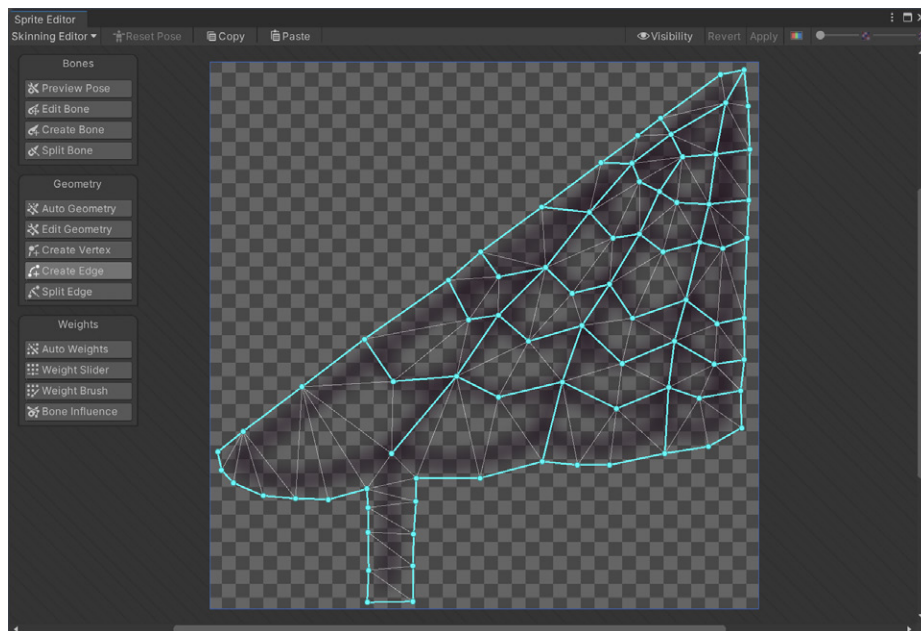 Sprite Editor
Skinning Editor Reset Pose Copy Paste Visibility Revert Apply
Bones
Preview Pose
Edit Bone
Create Bone
Split Bone
Geometry
Auto Geometry
Edit Geometry
Create Vertex
Create Edge
Split Edge
Weights
Auto Weights
Weight Slider
Weight Brush
Bone Influence